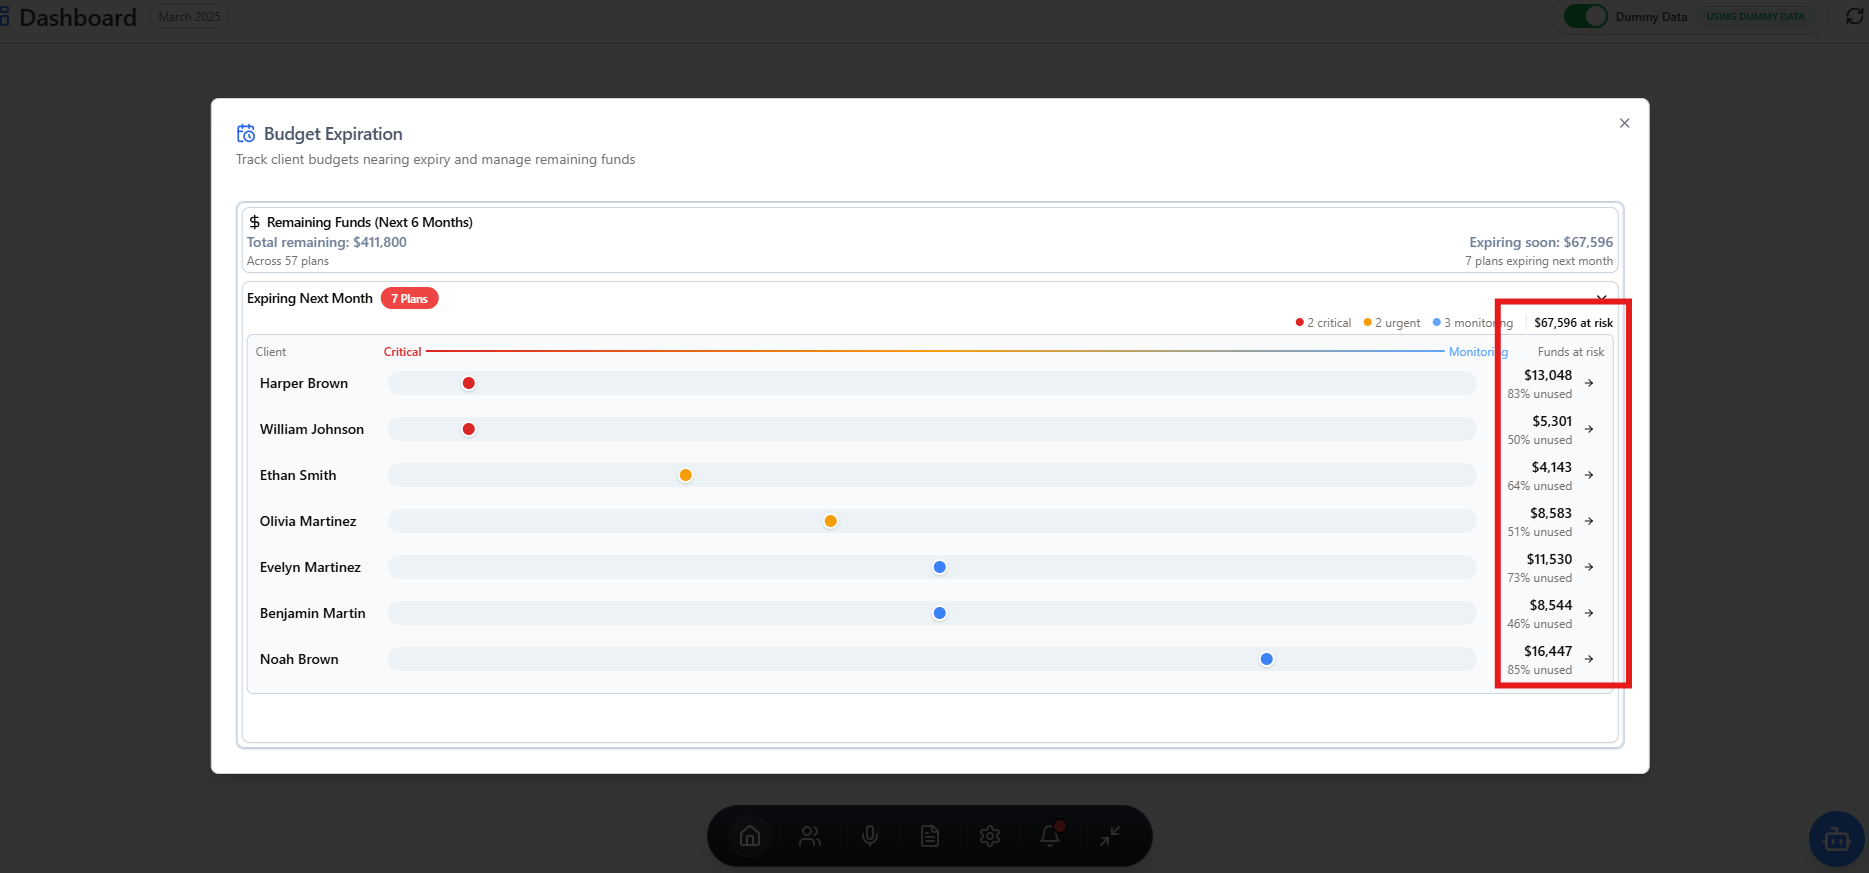 Dashboard
March 2025
Dummy Data
USING DUMMY DATA
Budget Expiration
Track client budgets nearing expiry and manage remaining funds
Remaining Funds (Next 6 Months)
Total remaining: $411,800
Expiring soon: $67,596
Across 57 plans
7 plans expiring next month
Expiring Next Month
7 Plans
2 critical
2 urgent
3 monitoring
$67,596 at risk
Client
Critical
Monitoring
Funds at risk
Harper Brown
$13,048
83% unused
William Johnson
$5,301
50% unused
Ethan Smith
$4,143
64% unused
Olivia Martinez
$8,583
51% unused
Evelyn Martinez
$11,530
73% unused
Benjamin Martin
$8,544
46% unused
Noah Brown
$16,447
85% unused